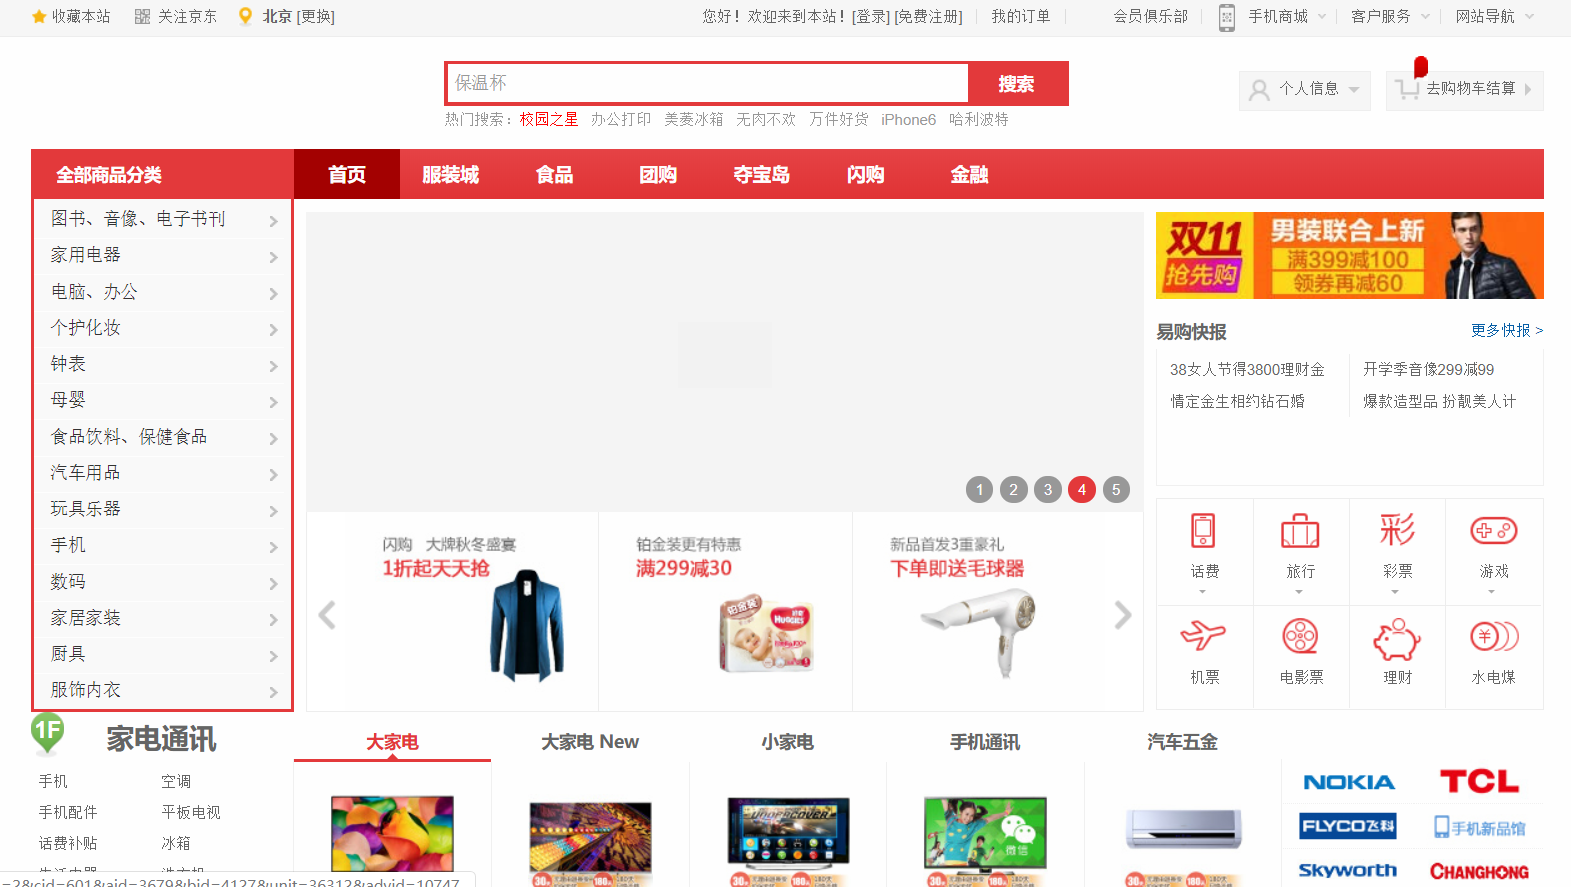 收藏本站 关注京东 北京 [更换] 您好！欢迎来到本站！[登录] [免费注册] 我的订单 会员俱乐部 手机商城 客户服务 网站导航
保温杯 搜索
个人信息 去购物车结算
热门搜索： 校园之星 办公打印 美菱冰箱 无肉不欢 万件好货 iPhone6 哈利波特
全部商品分类 首页 服装城 食品 团购 夺宝岛 闪购 金融
图书、音像、电子书刊
家用电器
电脑、办公
个护化妆
钟表
母婴
食品饮料、保健食品
汽车用品
玩具乐器
手机
数码
家居家装
厨具
服饰内衣
1 2 3 4 5
闪购 大牌秋冬盛宴
1折起天天抢
铂金装更有特惠
满299减30
铂金装
HUGGIES
新品首发3重豪礼
下单即送毛球器
双11
抢先购
男装联合上新
满399减100
领券再减60
易购快报 更多快报 >
38女人节得3800理财金 开学季音像299减99
情定金生相约钻石婚 爆款造型品 扮靓美人计
话费 旅行 彩票 游戏
机票 电影票 理财 水电煤
1F 家电通讯 大家电 大家电 New 小家电 手机通讯 汽车五金
手机 空调
手机配件 平板电视
话费补贴 冰箱
微信
NOKIA TCL
FLYCO飞科 手机新品馆
Skyworth CHANGHONG
=2&cid=601&aid=36798&bid=4127&unit=36312&advid=10747